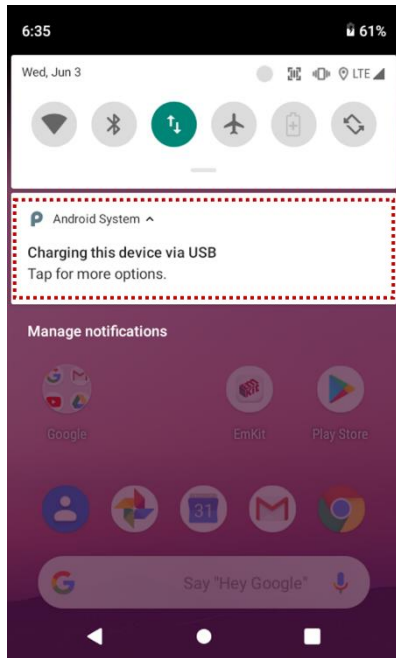 6:35 61%
Wed, Jun 3 LTE
Android System
Charging this device via USB
Tap for more options.
Manage notifications
Google EmKit Play Store
31
Say "Hey Google"